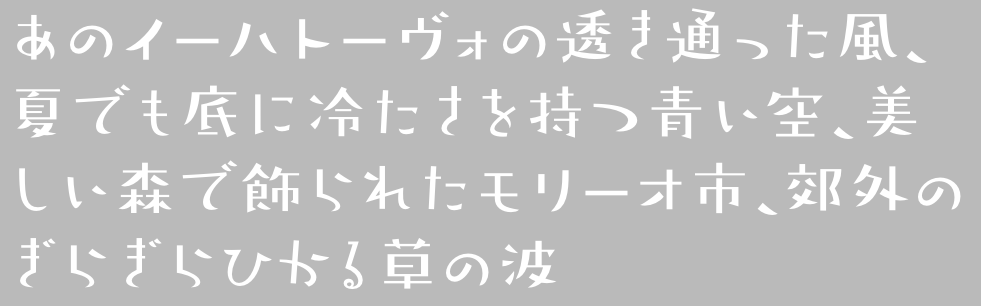 あのイーハトーヴォの透き通った風、
夏でも底に冷たさを持つ青い空、美
しい森で飾られたモリーオ市、郊外の
ぎらぎらひかる草の波